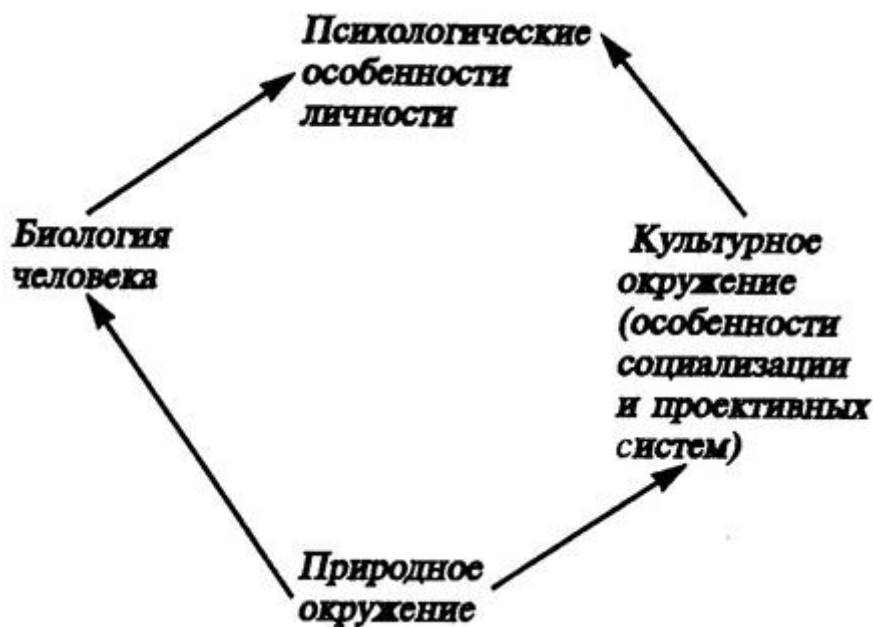 Психологические
особенности
личности
Биология
человека
Культурное
окружение
(особенности
социализации
и проективных
систем)
Природное
окружение